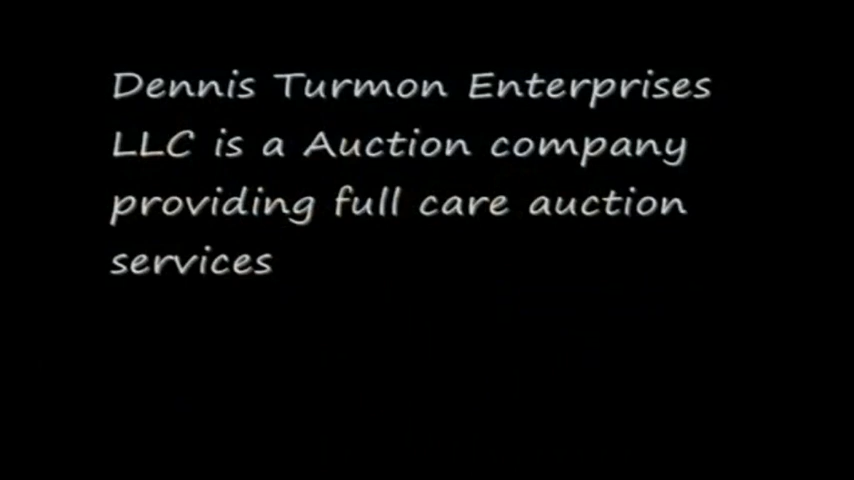 Dennis Turmon Enterprises
LLC is a Auction company
providing full care auction
services